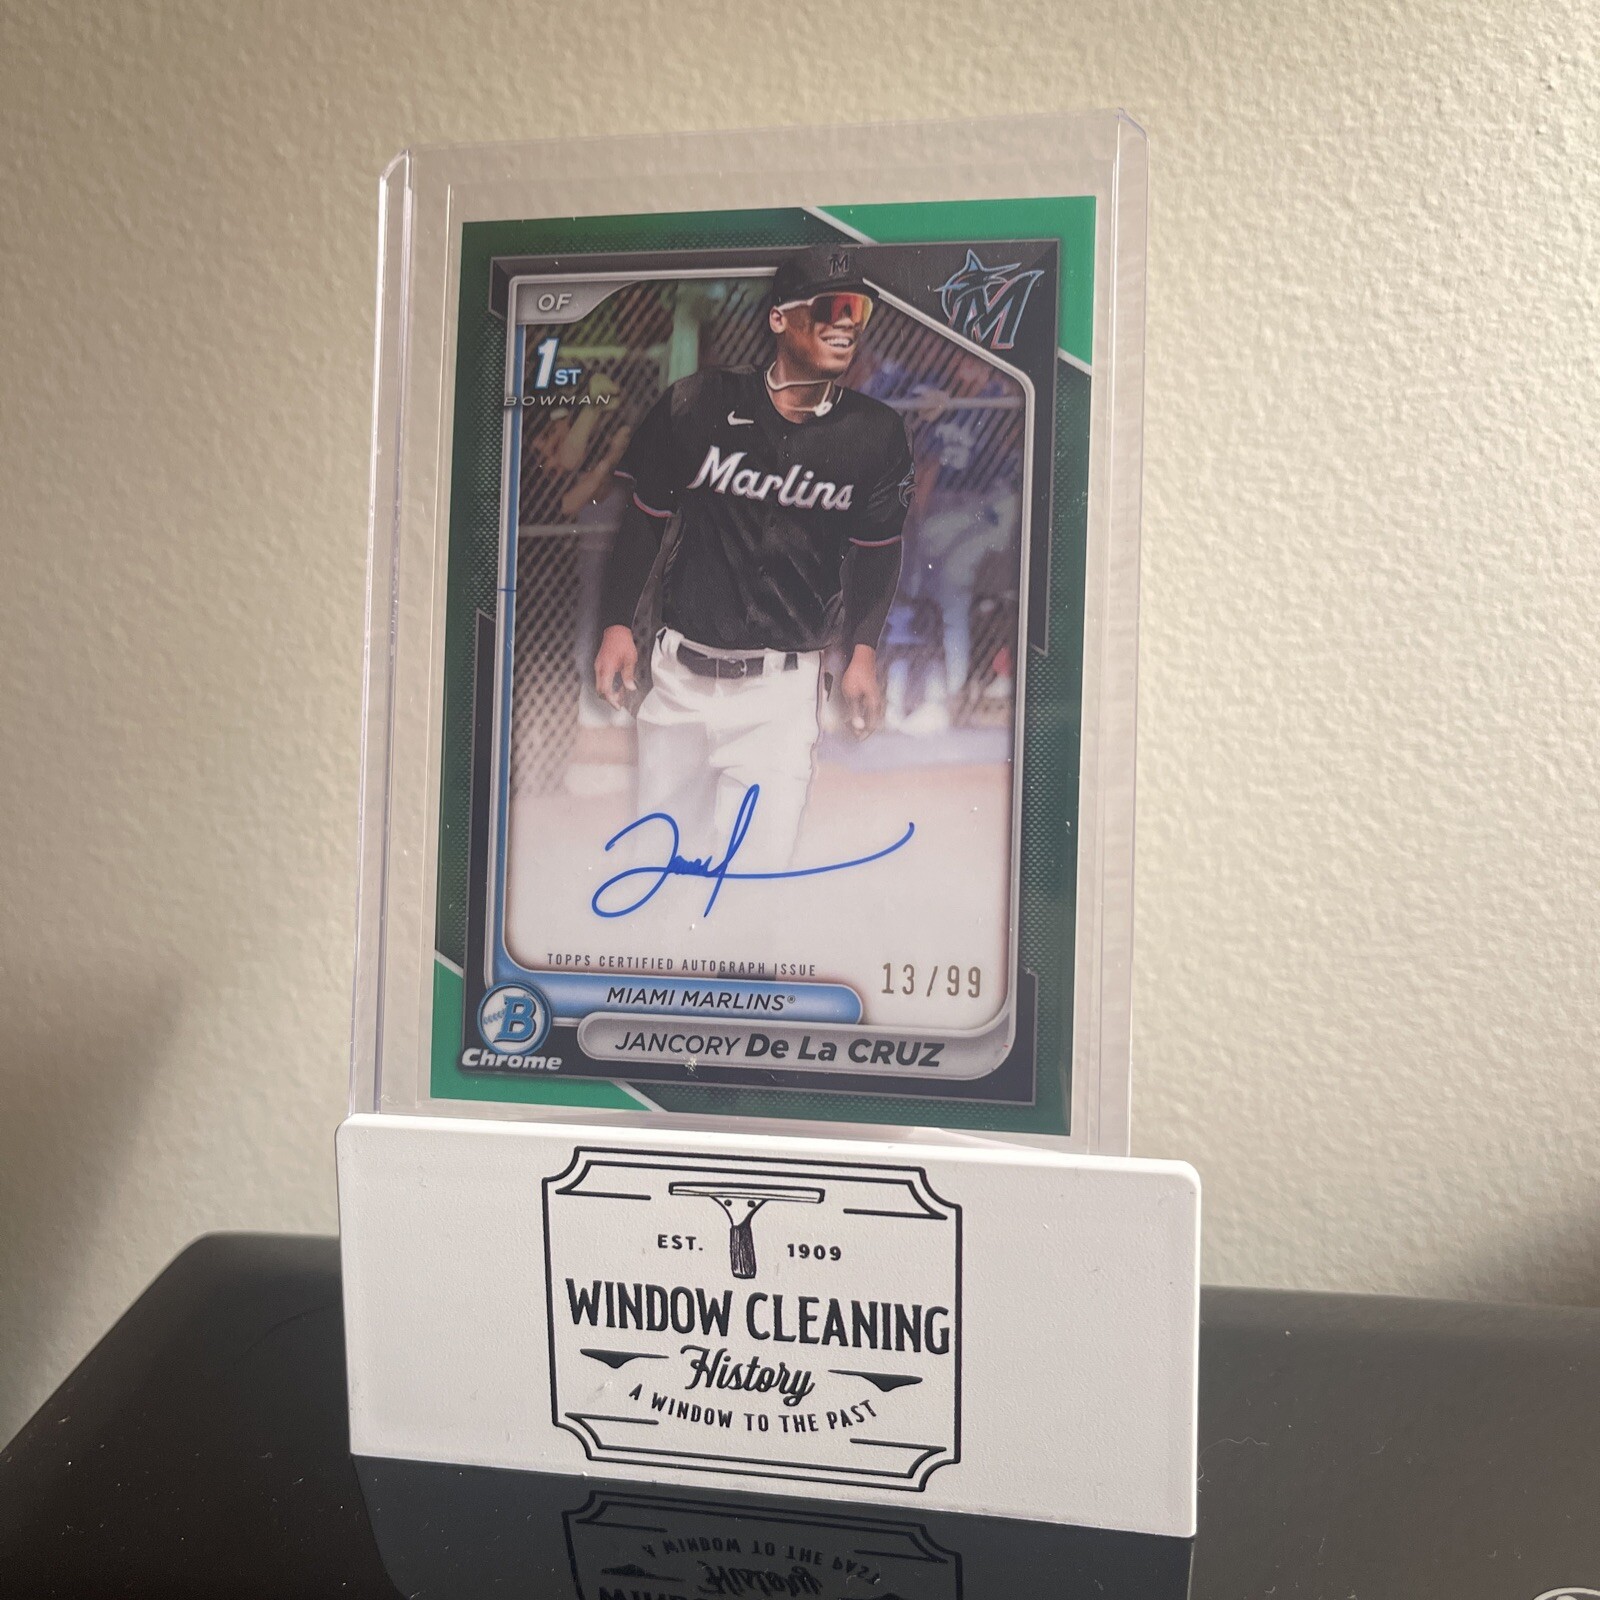 M
M
OF
1ST
BOWMAN
Marlins
TOPPS CERTIFIED AUTOGRAPH ISSUE
13/99
MIAMI MARLINS®
B
Chrome
JANCORY De La CRUZ
EST. 1909
WINDOW CLEANING
History
A WINDOW TO THE PAST